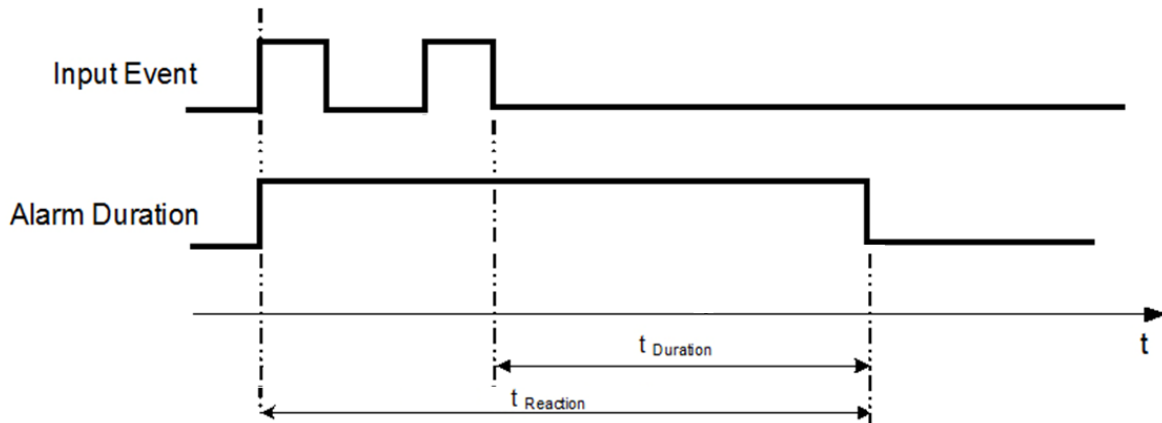 Input Event
Alarm Duration
t
t Duration
t Reaction